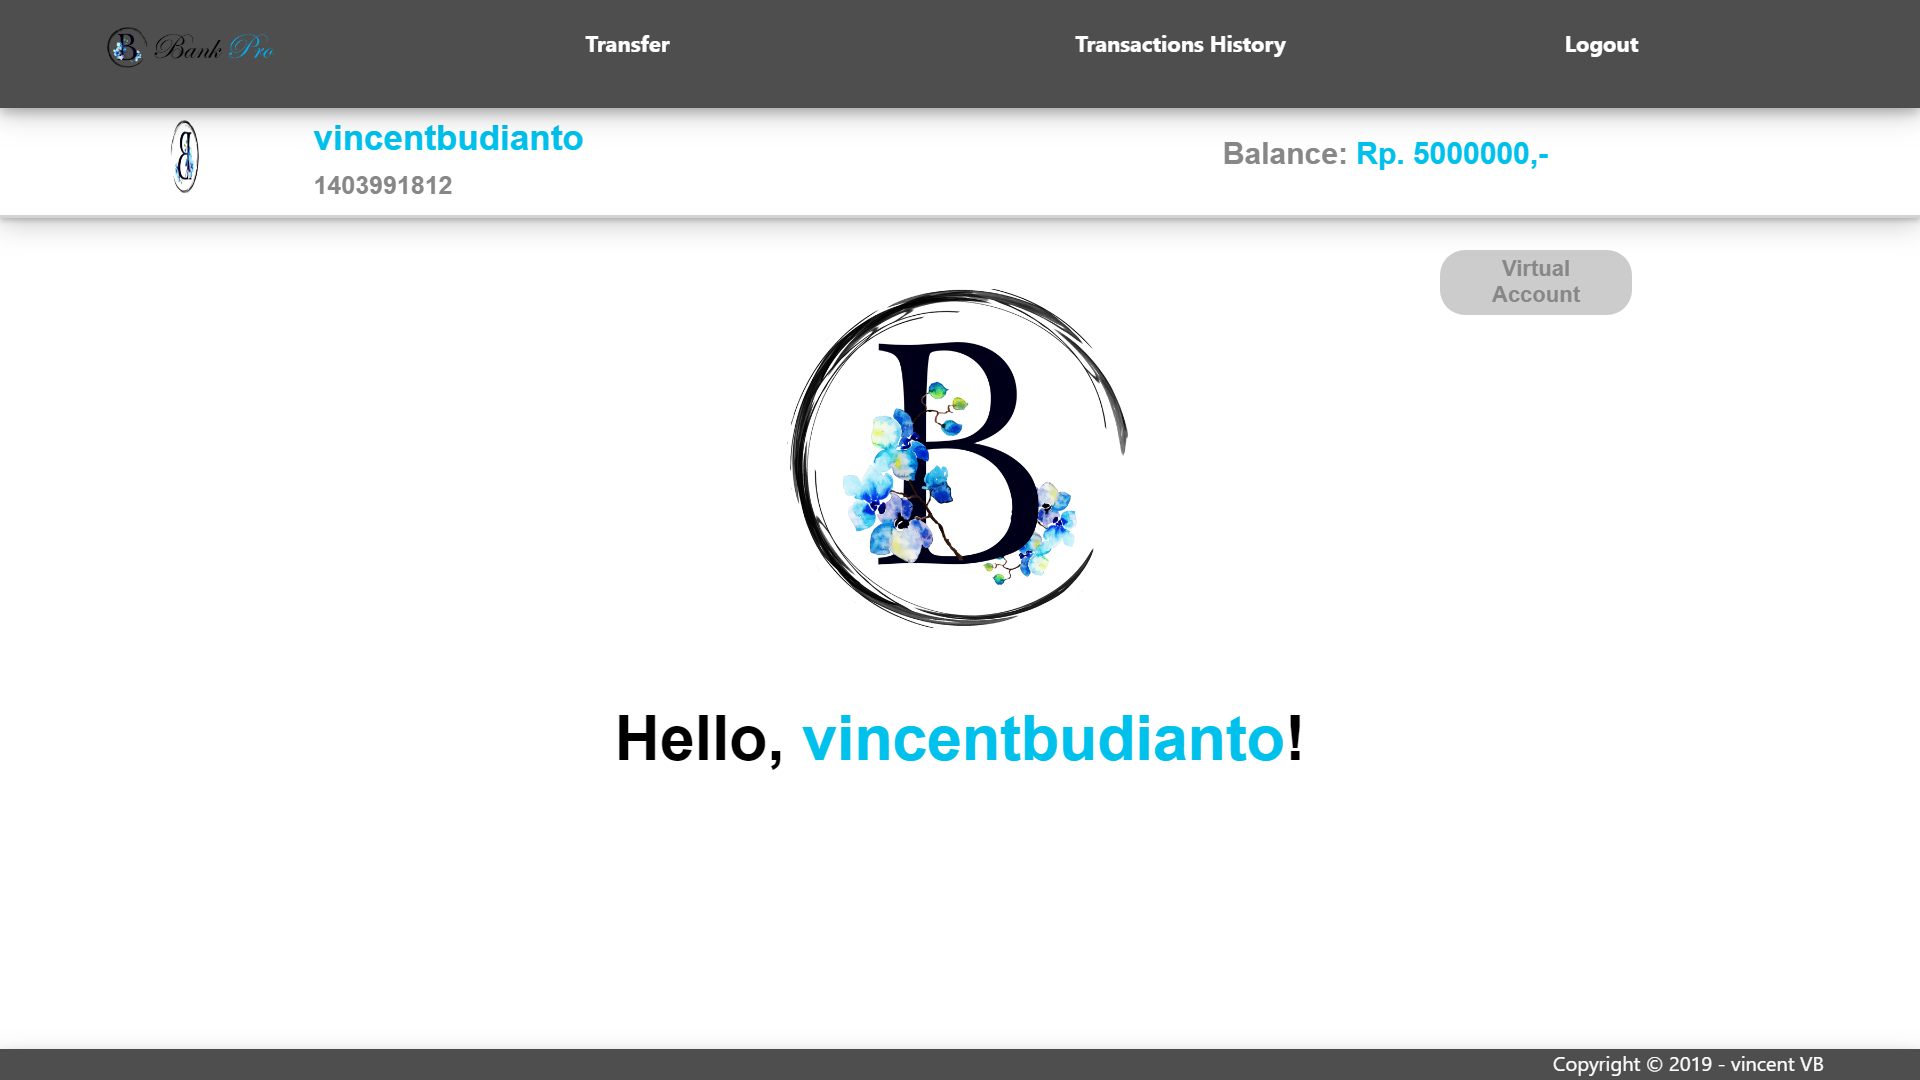 B Bank Pro
Transfer
Transactions History
Logout
B
vincentbudianto
1403991812
Balance: Rp. 5000000,-
Virtual
Account
B
Hello, vincentbudianto!
Copyright © 2019 - vincent VB